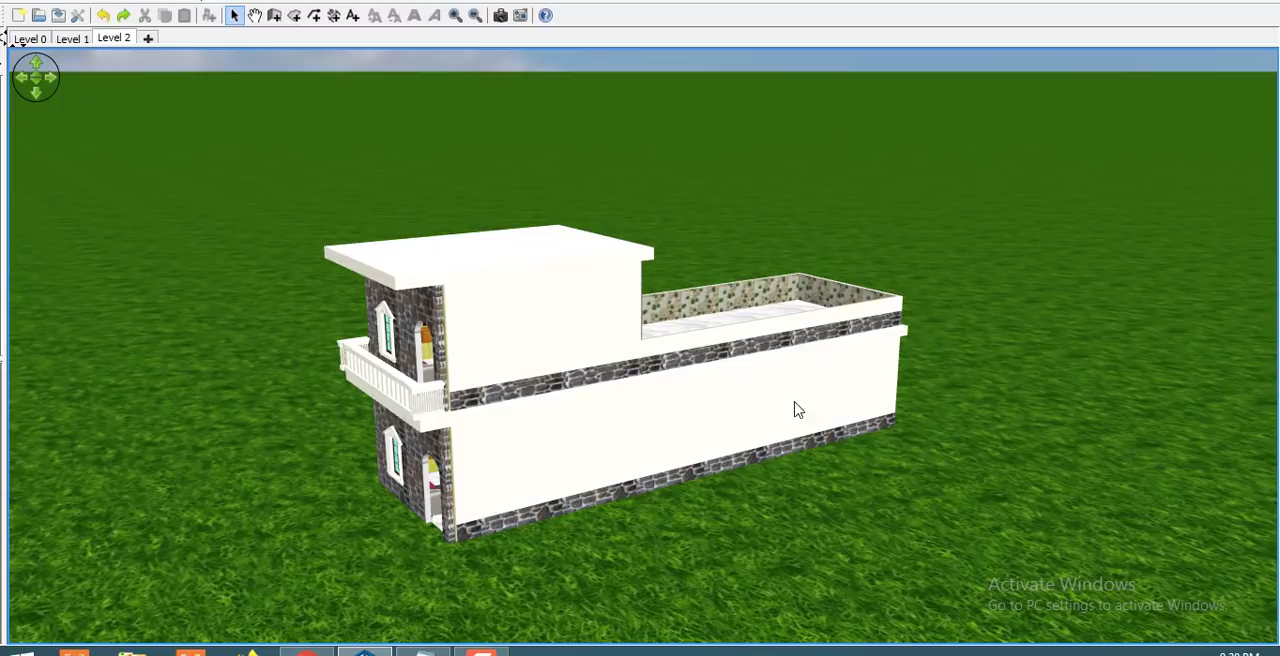 Level 0 Level 1 Level 2
Activate Windows
Go to PC settings to activate Windows.